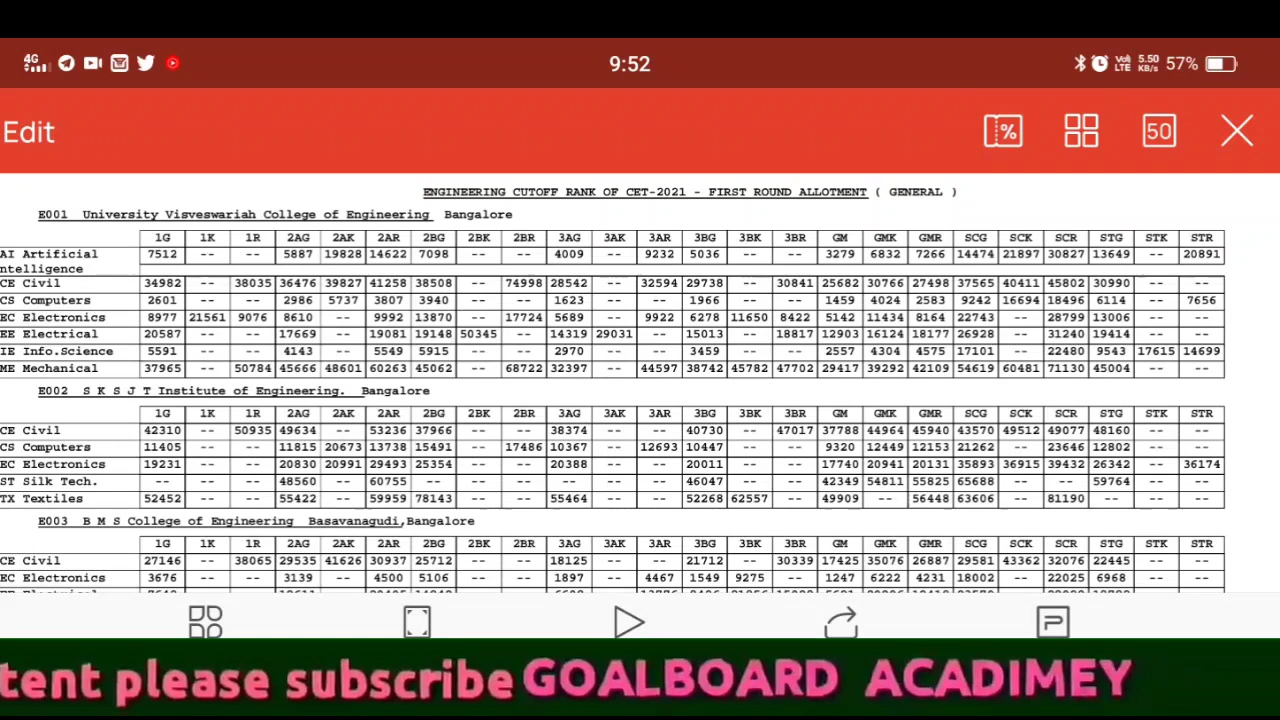 4G 9:52 Vo) LTE 5.50 KB/s 57%
Edit % 50
ENGINEERING CUTOFF RANK OF CET-2021 - FIRST ROUND ALLOTMENT ( GENERAL )
E001 University Visveswariah College of Engineering Bangalore
1G 1K 1R 2AG 2AK 2AR 2BG 2BK 2BR 3AG 3AK 3AR 3BG 3BK 3BR GM GMK GMR SCG SCK SCR STG STK STR
AI Artificial 7512 -- -- 5887 19828 14622 7098 -- -- 4009 -- 9232 5036 -- -- 3279 6832 7266 14474 21897 30827 13649 -- 20891
ntelligence
CE Civil 34982 -- 38035 36476 39827 41258 38508 -- 74998 28542 -- 32594 29738 -- 30841 25682 30766 27498 37565 40411 45802 30990 -- --
CS Computers 2601 -- -- 2986 5737 3807 3940 -- -- 1623 -- -- 1966 -- -- 1459 4024 2583 9242 16694 18496 6114 -- 7656
EC Electronics 8977 21561 9076 8610 -- 9992 13870 -- 17724 5689 -- 9922 6278 11650 8422 5142 11434 8164 22743 -- 28799 13006 -- --
EE Electrical 20587 -- -- 17669 -- 19081 19148 50345 -- 14319 29031 -- 15013 -- 18817 12903 16124 18177 26928 -- 31240 19414 -- --
IE Info.Science 5591 -- -- 4143 -- 5549 5915 -- -- 2970 -- -- 3459 -- -- 2557 4304 4575 17101 -- 22480 9543 17615 14699
ME Mechanical 37965 -- 50784 45666 48601 60263 45062 -- 68722 32397 -- 44597 38742 45782 47702 29417 39292 42109 54619 60481 71130 45004 -- --
E002 S K S J T Institute of Engineering. Bangalore
1G 1K 1R 2AG 2AK 2AR 2BG 2BK 2BR 3AG 3AK 3AR 3BG 3BK 3BR GM GMK GMR SCG SCK SCR STG STK STR
CE Civil 42310 -- 50935 49634 -- 53236 37966 -- -- 38374 -- -- 40730 -- 47017 37788 44964 45940 43570 49512 49077 48160 -- --
CS Computers 11405 -- -- 11815 20673 13738 15491 -- 17486 10367 -- 12693 10447 -- -- 9320 12449 12153 21262 -- 23646 12802 -- --
EC Electronics 19231 -- -- 20830 20991 29493 25354 -- -- 20388 -- -- 20011 -- -- 17740 20941 20131 35893 36915 39432 26342 -- 36174
ST Silk Tech. -- -- -- 48560 -- 60755 -- -- -- -- -- -- 46047 -- -- 42349 54811 55825 65688 -- -- 59764 -- --
TX Textiles 52452 -- -- 55422 -- 59959 78143 -- -- 55464 -- -- 52268 62557 -- 49909 -- 56448 63606 -- 81190 -- -- --
E003 B M S College of Engineering Basavanagudi,Bangalore
1G 1K 1R 2AG 2AK 2AR 2BG 2BK 2BR 3AG 3AK 3AR 3BG 3BK 3BR GM GMK GMR SCG SCK SCR STG STK STR
CE Civil 27146 -- 38065 29535 41626 30937 25712 -- -- 18125 -- -- 21712 -- 30339 17425 35076 26887 29581 43362 32076 22445 -- --
EC Electronics 3676 -- -- 3139 -- 4500 5106 -- -- 1897 -- 4467 1549 9275 -- 1247 6222 4231 18002 -- 22025 6968 -- --
tent please subscribe GOALBOARD ACADIMEY